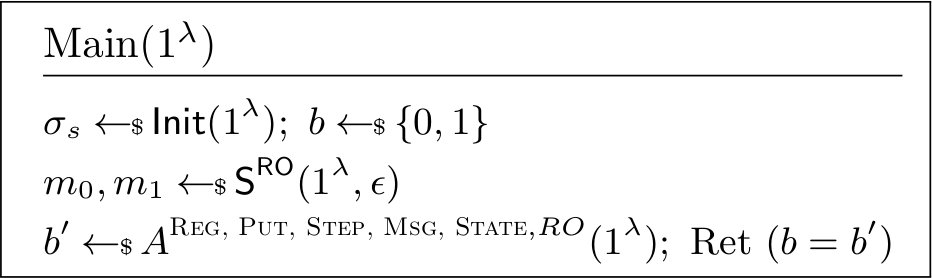 Main(1^λ)
σ_s ←$ Init(1^λ); b ←$ {0, 1}
m_0, m_1 ←$ S^RO(1^λ, ϵ)
b′ ←$ A^{REG, PUT, STEP, MSG, STATE,RO}(1^λ); Ret (b = b′)